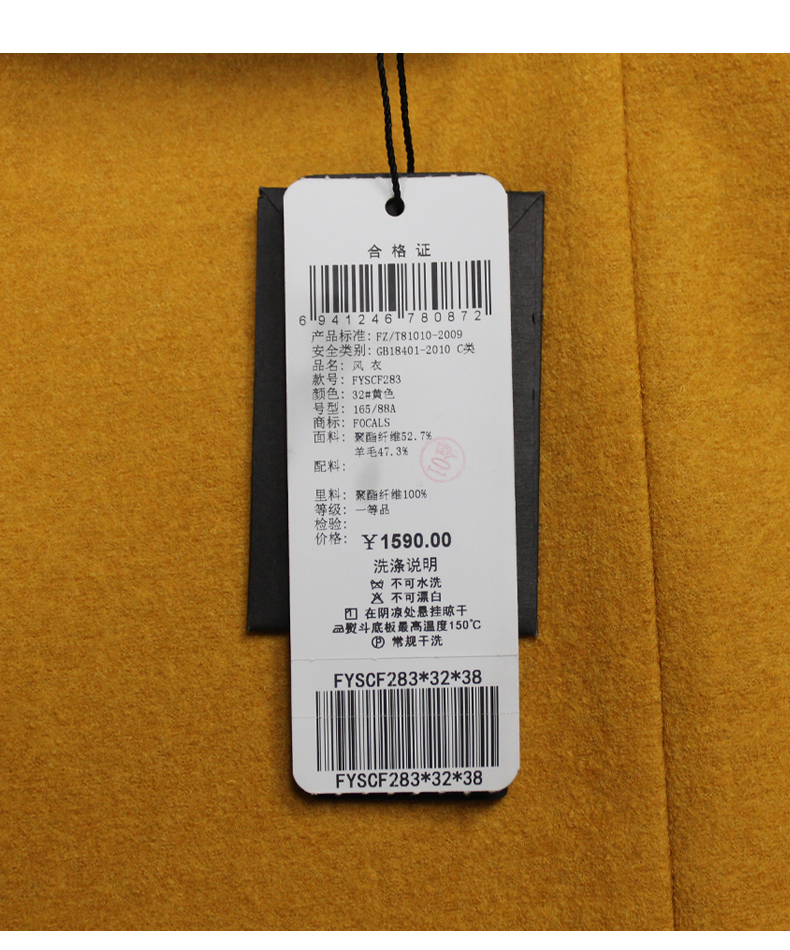 合格证
6 941246 780872
产品标准: FZ/T81010-2009
安全类别: GB18401-2010 C类
品名: 风衣
款号: FYSCF283
颜色: 32#黄色
号型: 165/88A
商标: FOCALS
面料: 聚酯纤维52.7%
羊毛47.3%
配料:
里料: 聚酯纤维100%
等级: 一等品
检验:
价格: ¥1590.00
洗涤说明
不可水洗
不可漂白
在阴凉处悬挂晾干
熨斗底板最高温度150℃
Ⓟ 常规干洗
FYSCF283*32*38
FYSCF283*32*38